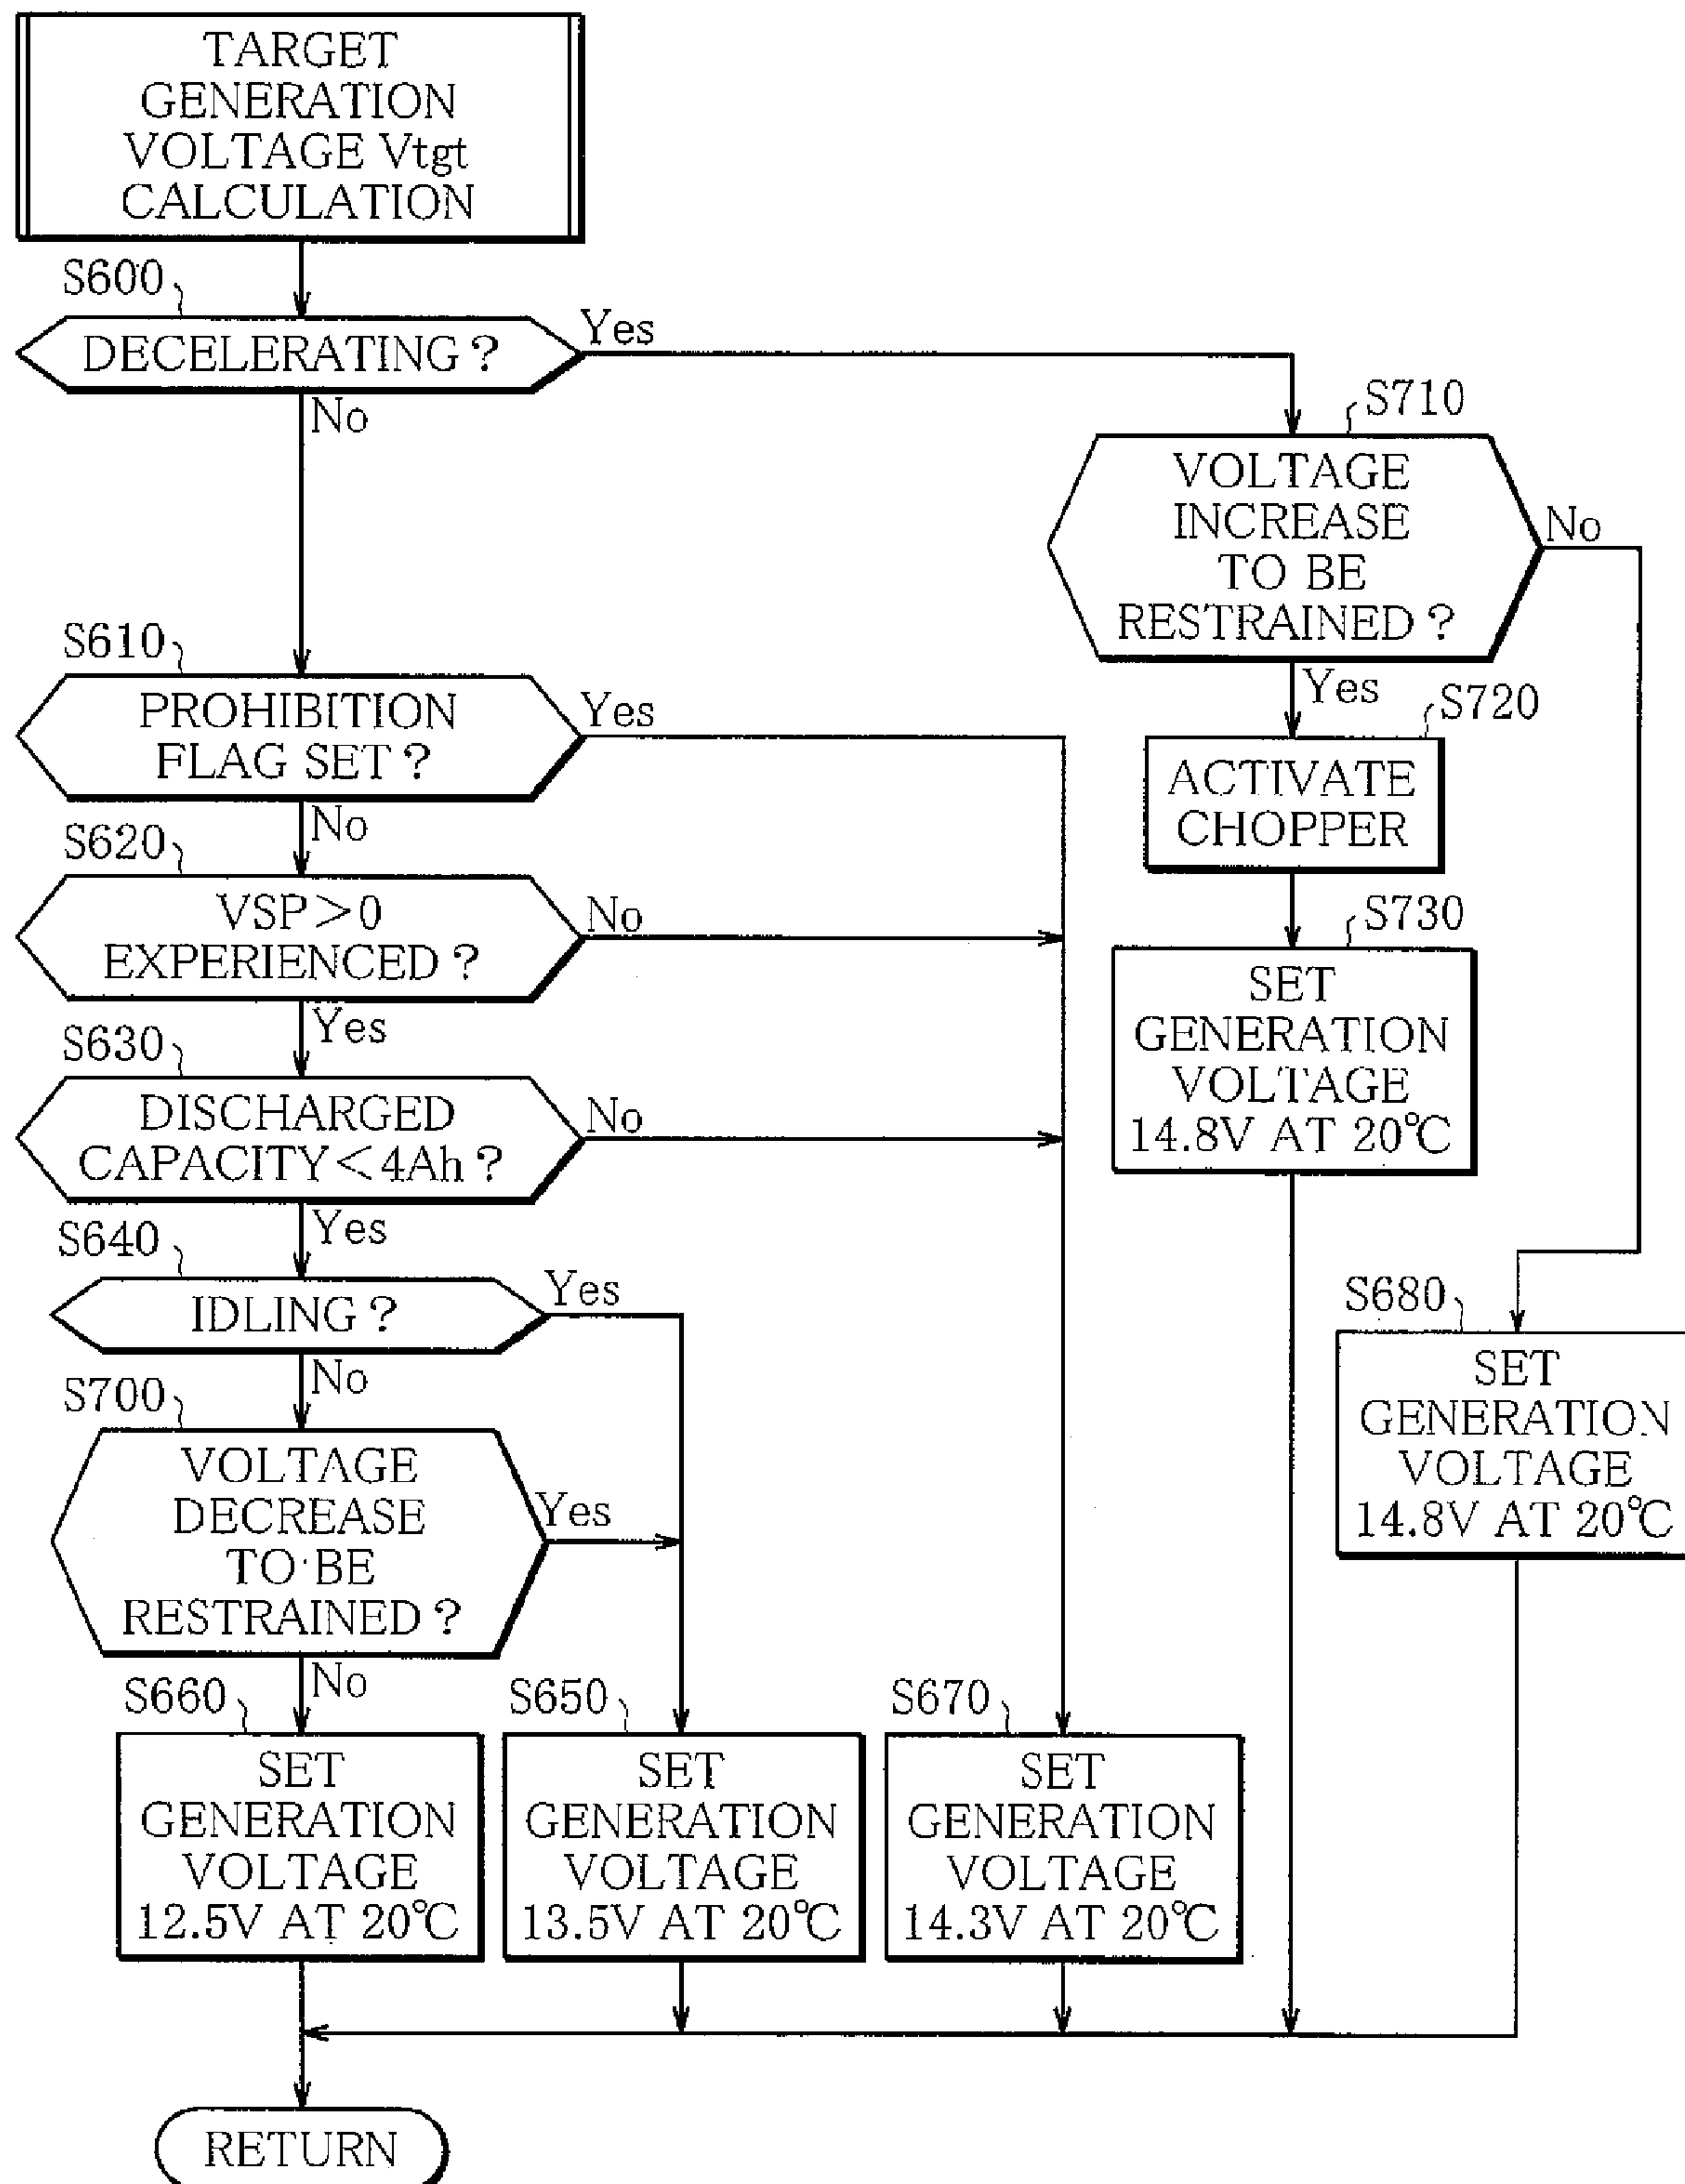 TARGET
GENERATION
VOLTAGE Vtgt
CALCULATION
S600
DECELERATING?
Yes
No
S710
VOLTAGE
INCREASE
TO BE
RESTRAINED?
No
Yes
S610
PROHIBITION
FLAG SET?
Yes
No
S720
ACTIVATE
CHOPPER
S620
VSP>0
EXPERIENCED?
No
Yes
S730
SET
GENERATION
VOLTAGE
14.8V AT 20℃
S630
DISCHARGED
CAPACITY<4Ah?
No
Yes
S640
IDLING?
Yes
No
S680
SET
GENERATION
VOLTAGE
14.8V AT 20℃
S700
VOLTAGE
DECREASE
TO BE
RESTRAINED?
Yes
No
S660
SET
GENERATION
VOLTAGE
12.5V AT 20℃
S650
SET
GENERATION
VOLTAGE
13.5V AT 20℃
S670
SET
GENERATION
VOLTAGE
14.3V AT 20℃
RETURN